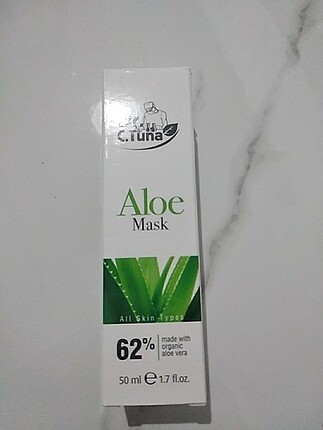 C.Tuna
Aloe
Mask
All Skin Types
62%
made with
organic
aloe vera
50 ml e 1.7 fl.oz.